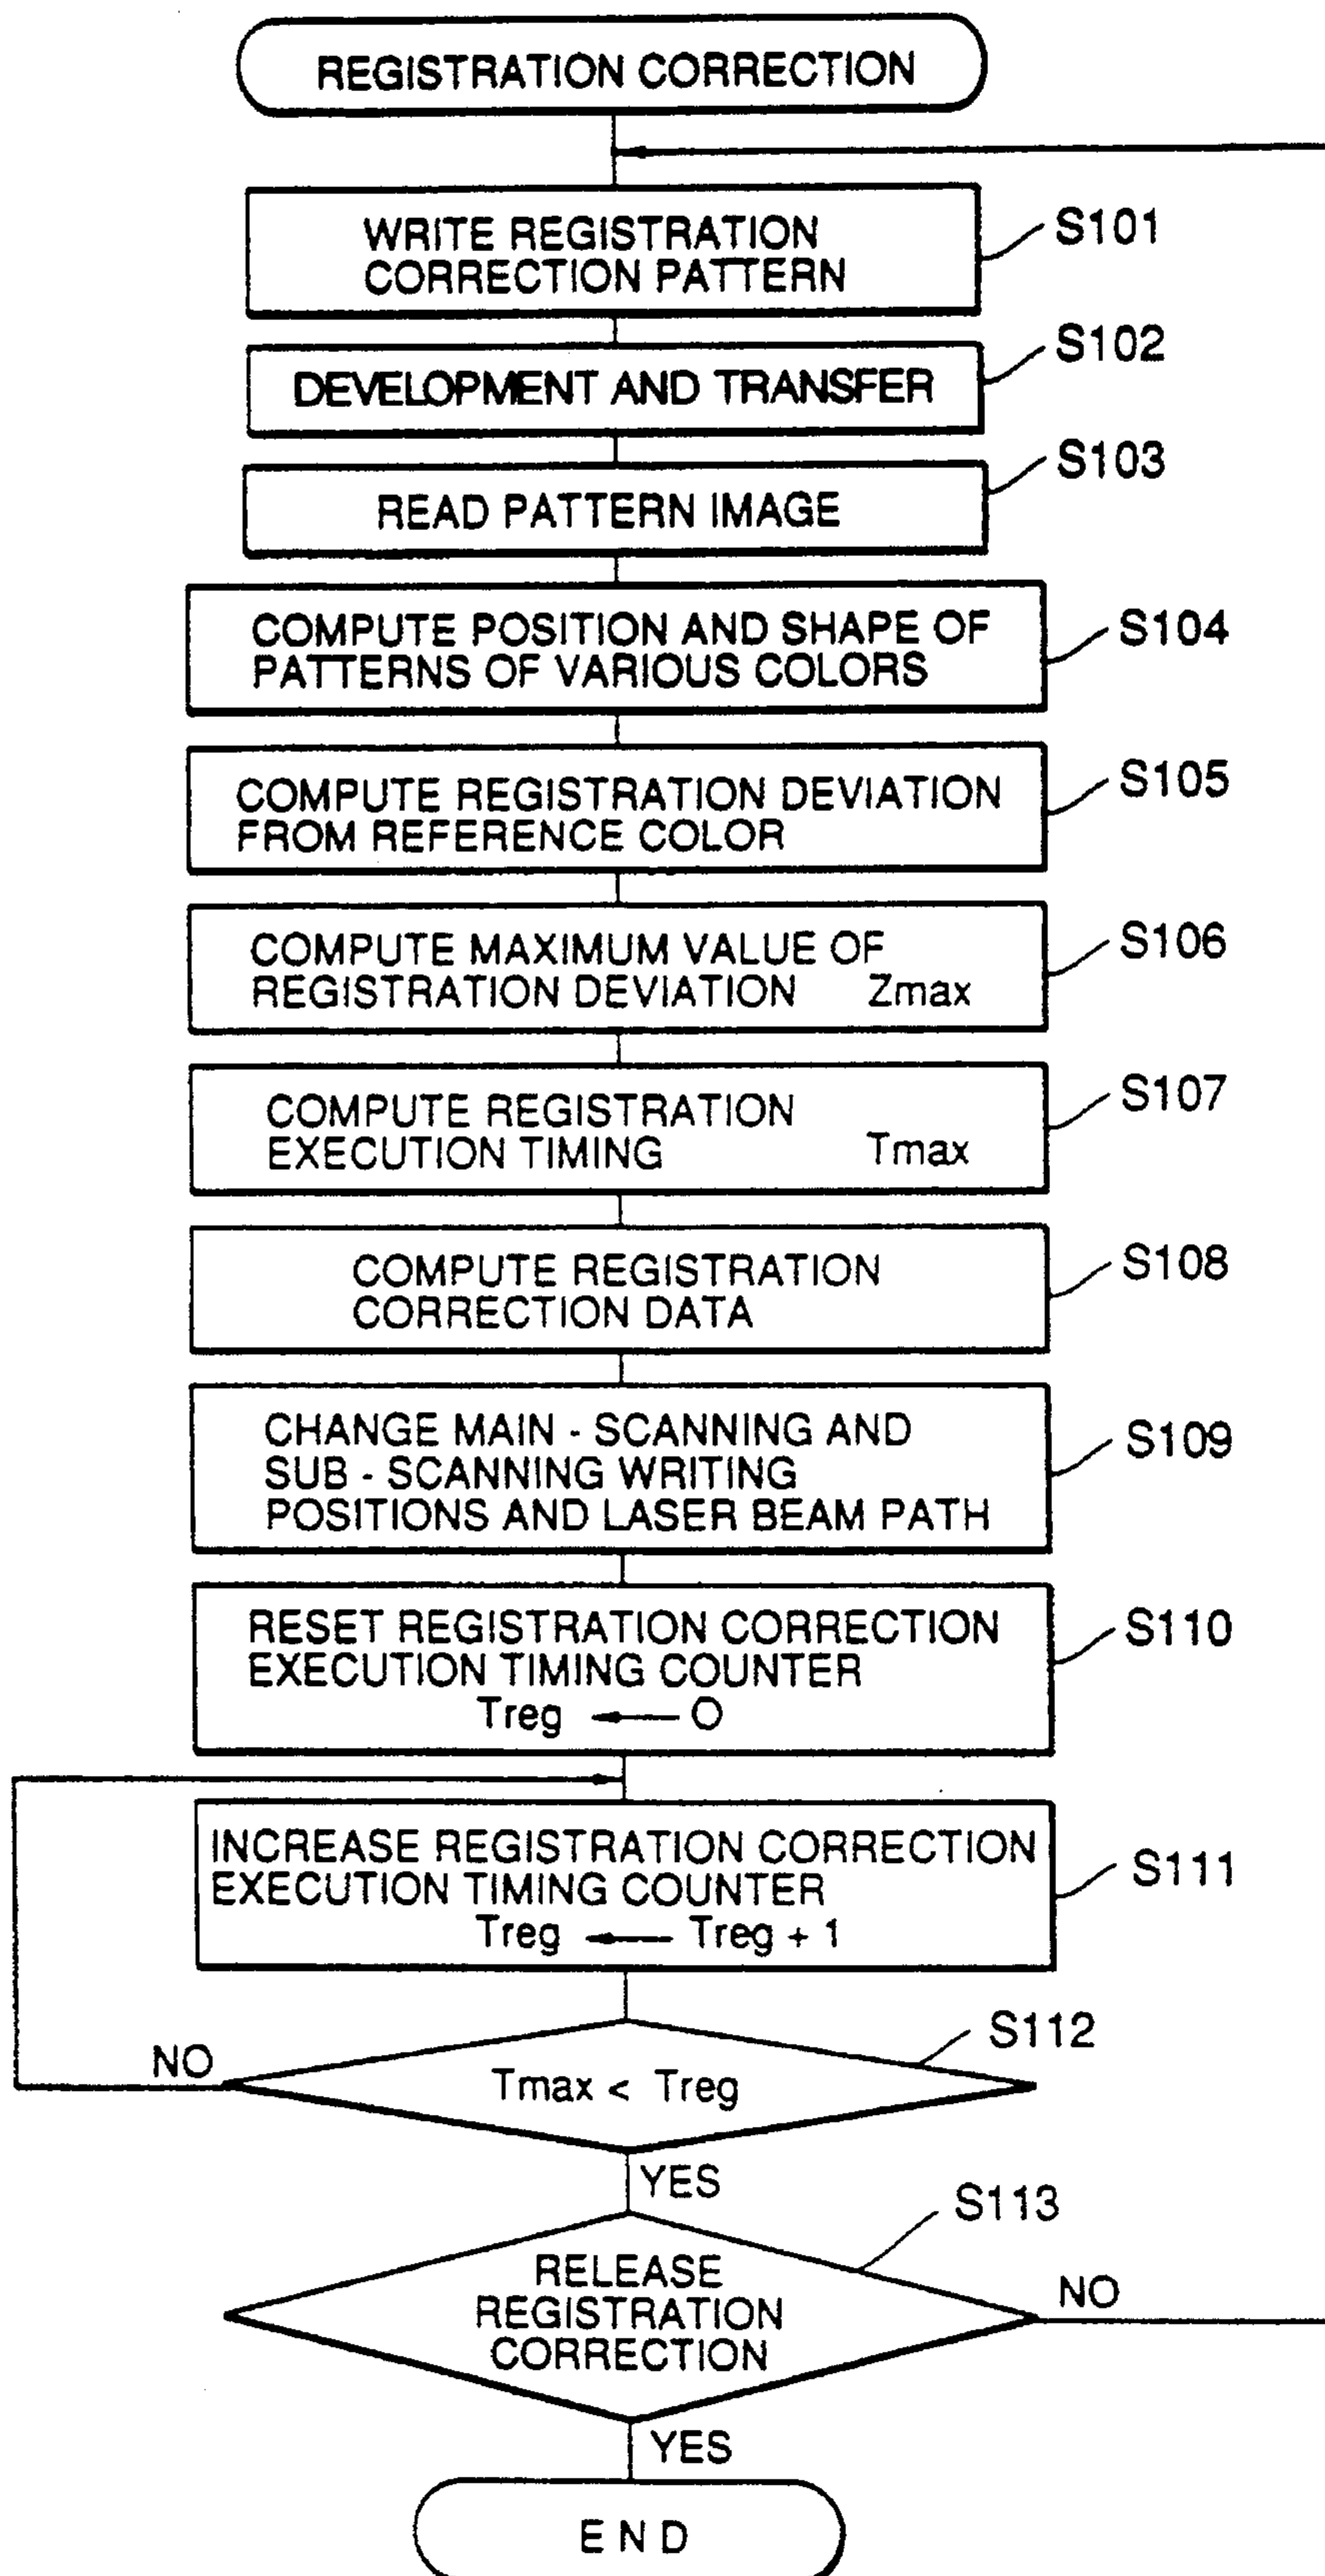 REGISTRATION CORRECTION
WRITE REGISTRATION
CORRECTION PATTERN
S101
DEVELOPMENT AND TRANSFER
S102
READ PATTERN IMAGE
S103
COMPUTE POSITION AND SHAPE OF
PATTERNS OF VARIOUS COLORS
S104
COMPUTE REGISTRATION DEVIATION
FROM REFERENCE COLOR
S105
COMPUTE MAXIMUM VALUE OF
REGISTRATION DEVIATION Zmax
S106
COMPUTE REGISTRATION
EXECUTION TIMING Tmax
S107
COMPUTE REGISTRATION
CORRECTION DATA
S108
CHANGE MAIN - SCANNING AND
SUB - SCANNING WRITING
POSITIONS AND LASER BEAM PATH
S109
RESET REGISTRATION CORRECTION
EXECUTION TIMING COUNTER
Treg ← O
S110
INCREASE REGISTRATION CORRECTION
EXECUTION TIMING COUNTER
Treg ← Treg + 1
S111
NO
Tmax < Treg
S112
YES
RELEASE
REGISTRATION
CORRECTION
S113
NO
YES
END